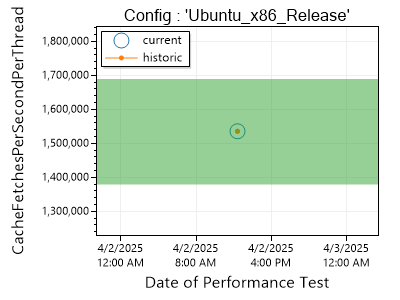 Config : 'Ubuntu_x86_Release'
CacheFetchesPerSecondPerThread
1,800,000
1,700,000
1,600,000
1,500,000
1,400,000
1,300,000
current
historic
4/2/2025 4/2/2025 4/2/2025 4/3/2025
12:00 AM 8:00 AM 4:00 PM 12:00 AM
Date of Performance Test